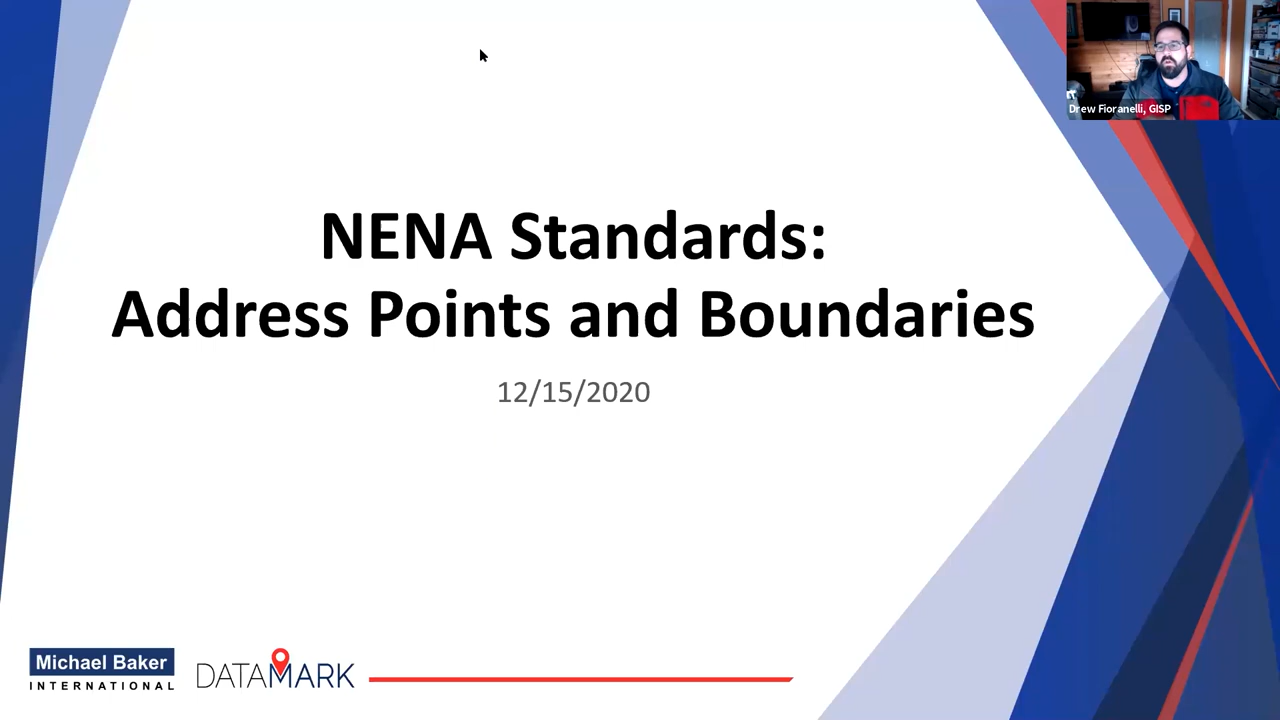 Drew Fioranelli, GISP
NENA Standards:
Address Points and Boundaries
12/15/2020
Michael Baker
INTERNATIONAL
DATAMARK